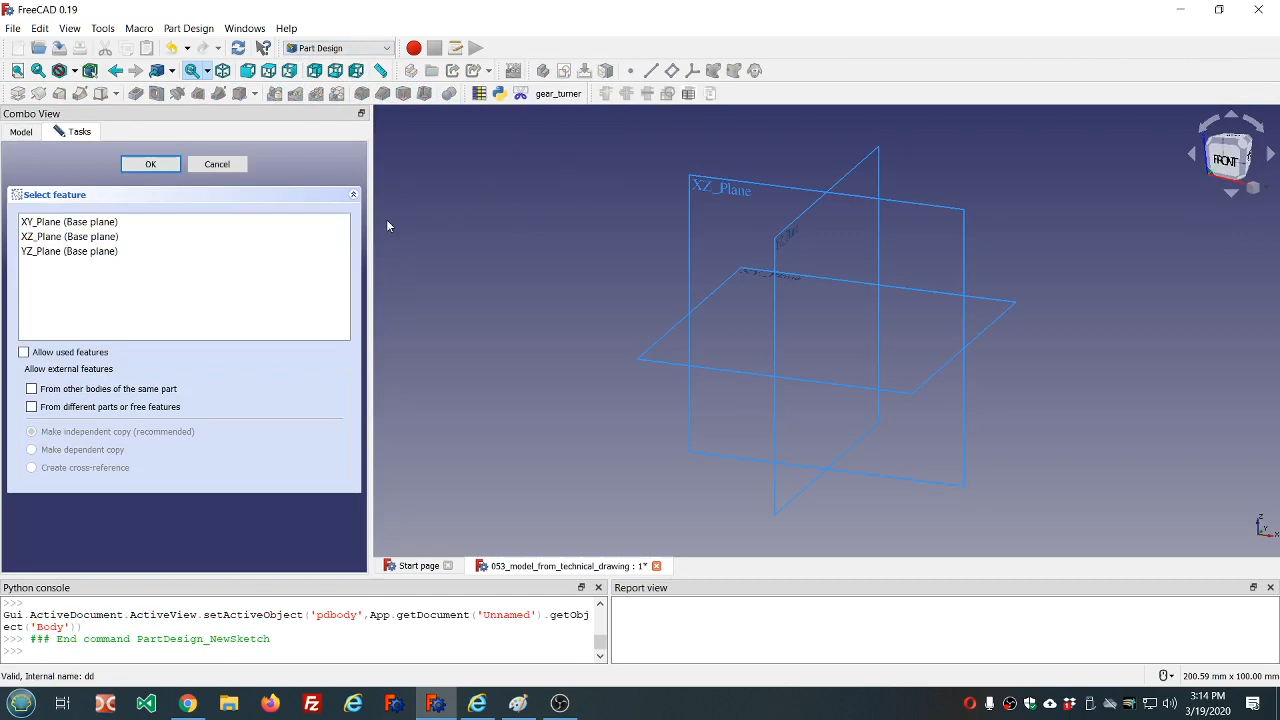 FreeCAD 0.19
File Edit View Tools Macro Part Design Windows Help
Part Design
gear_turner
Combo View
Model Tasks
OK Cancel
Select feature
XY_Plane (Base plane)
XZ_Plane (Base plane)
YZ_Plane (Base plane)
Allow used features
Allow external features
From other bodies of the same part
From different parts or free features
Make independent copy (recommended)
Make dependent copy
Create cross-reference
XZ_Plane
FRONT
Z
Y
X
Start page 053_model_from_technical_drawing : 1*
Python console
>>>
Gui.ActiveDocument.ActiveView.setActiveObject('pdbody',App.getDocument('Unnamed').getObj
ect('Body'))
>>> ### End command PartDesign_NewSketch
>>>
Report view
Valid, Internal name: dd
200.59 mm x 100.00 mm
3:14 PM
3/19/2020